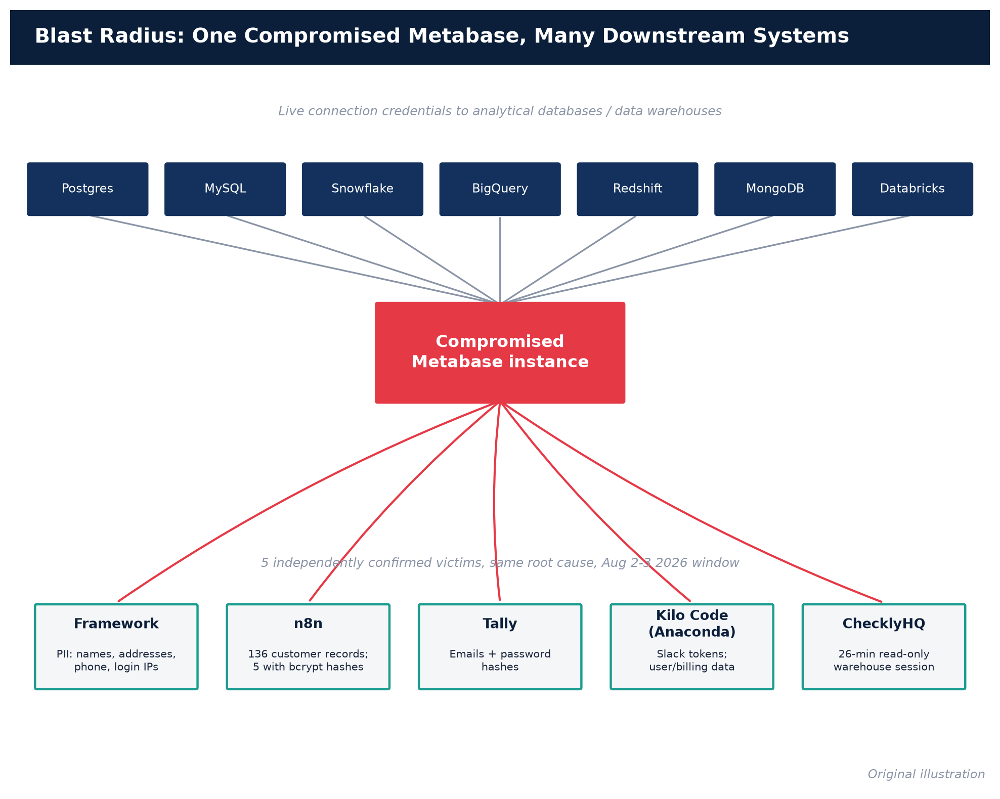 Blast Radius: One Compromised Metabase, Many Downstream Systems
Live connection credentials to analytical databases / data warehouses
Postgres
MySQL
Snowflake
BigQuery
Redshift
MongoDB
Databricks
Compromised
Metabase instance
5 independently confirmed victims, same root cause, Aug 2-3 2026 window
Framework
PII: names, addresses,
phone, login IPs
n8n
136 customer records;
5 with bcrypt hashes
Tally
Emails + password
hashes
Kilo Code
(Anaconda)
Slack tokens;
user/billing data
ChecklyHQ
26-min read-only
warehouse session
Original illustration